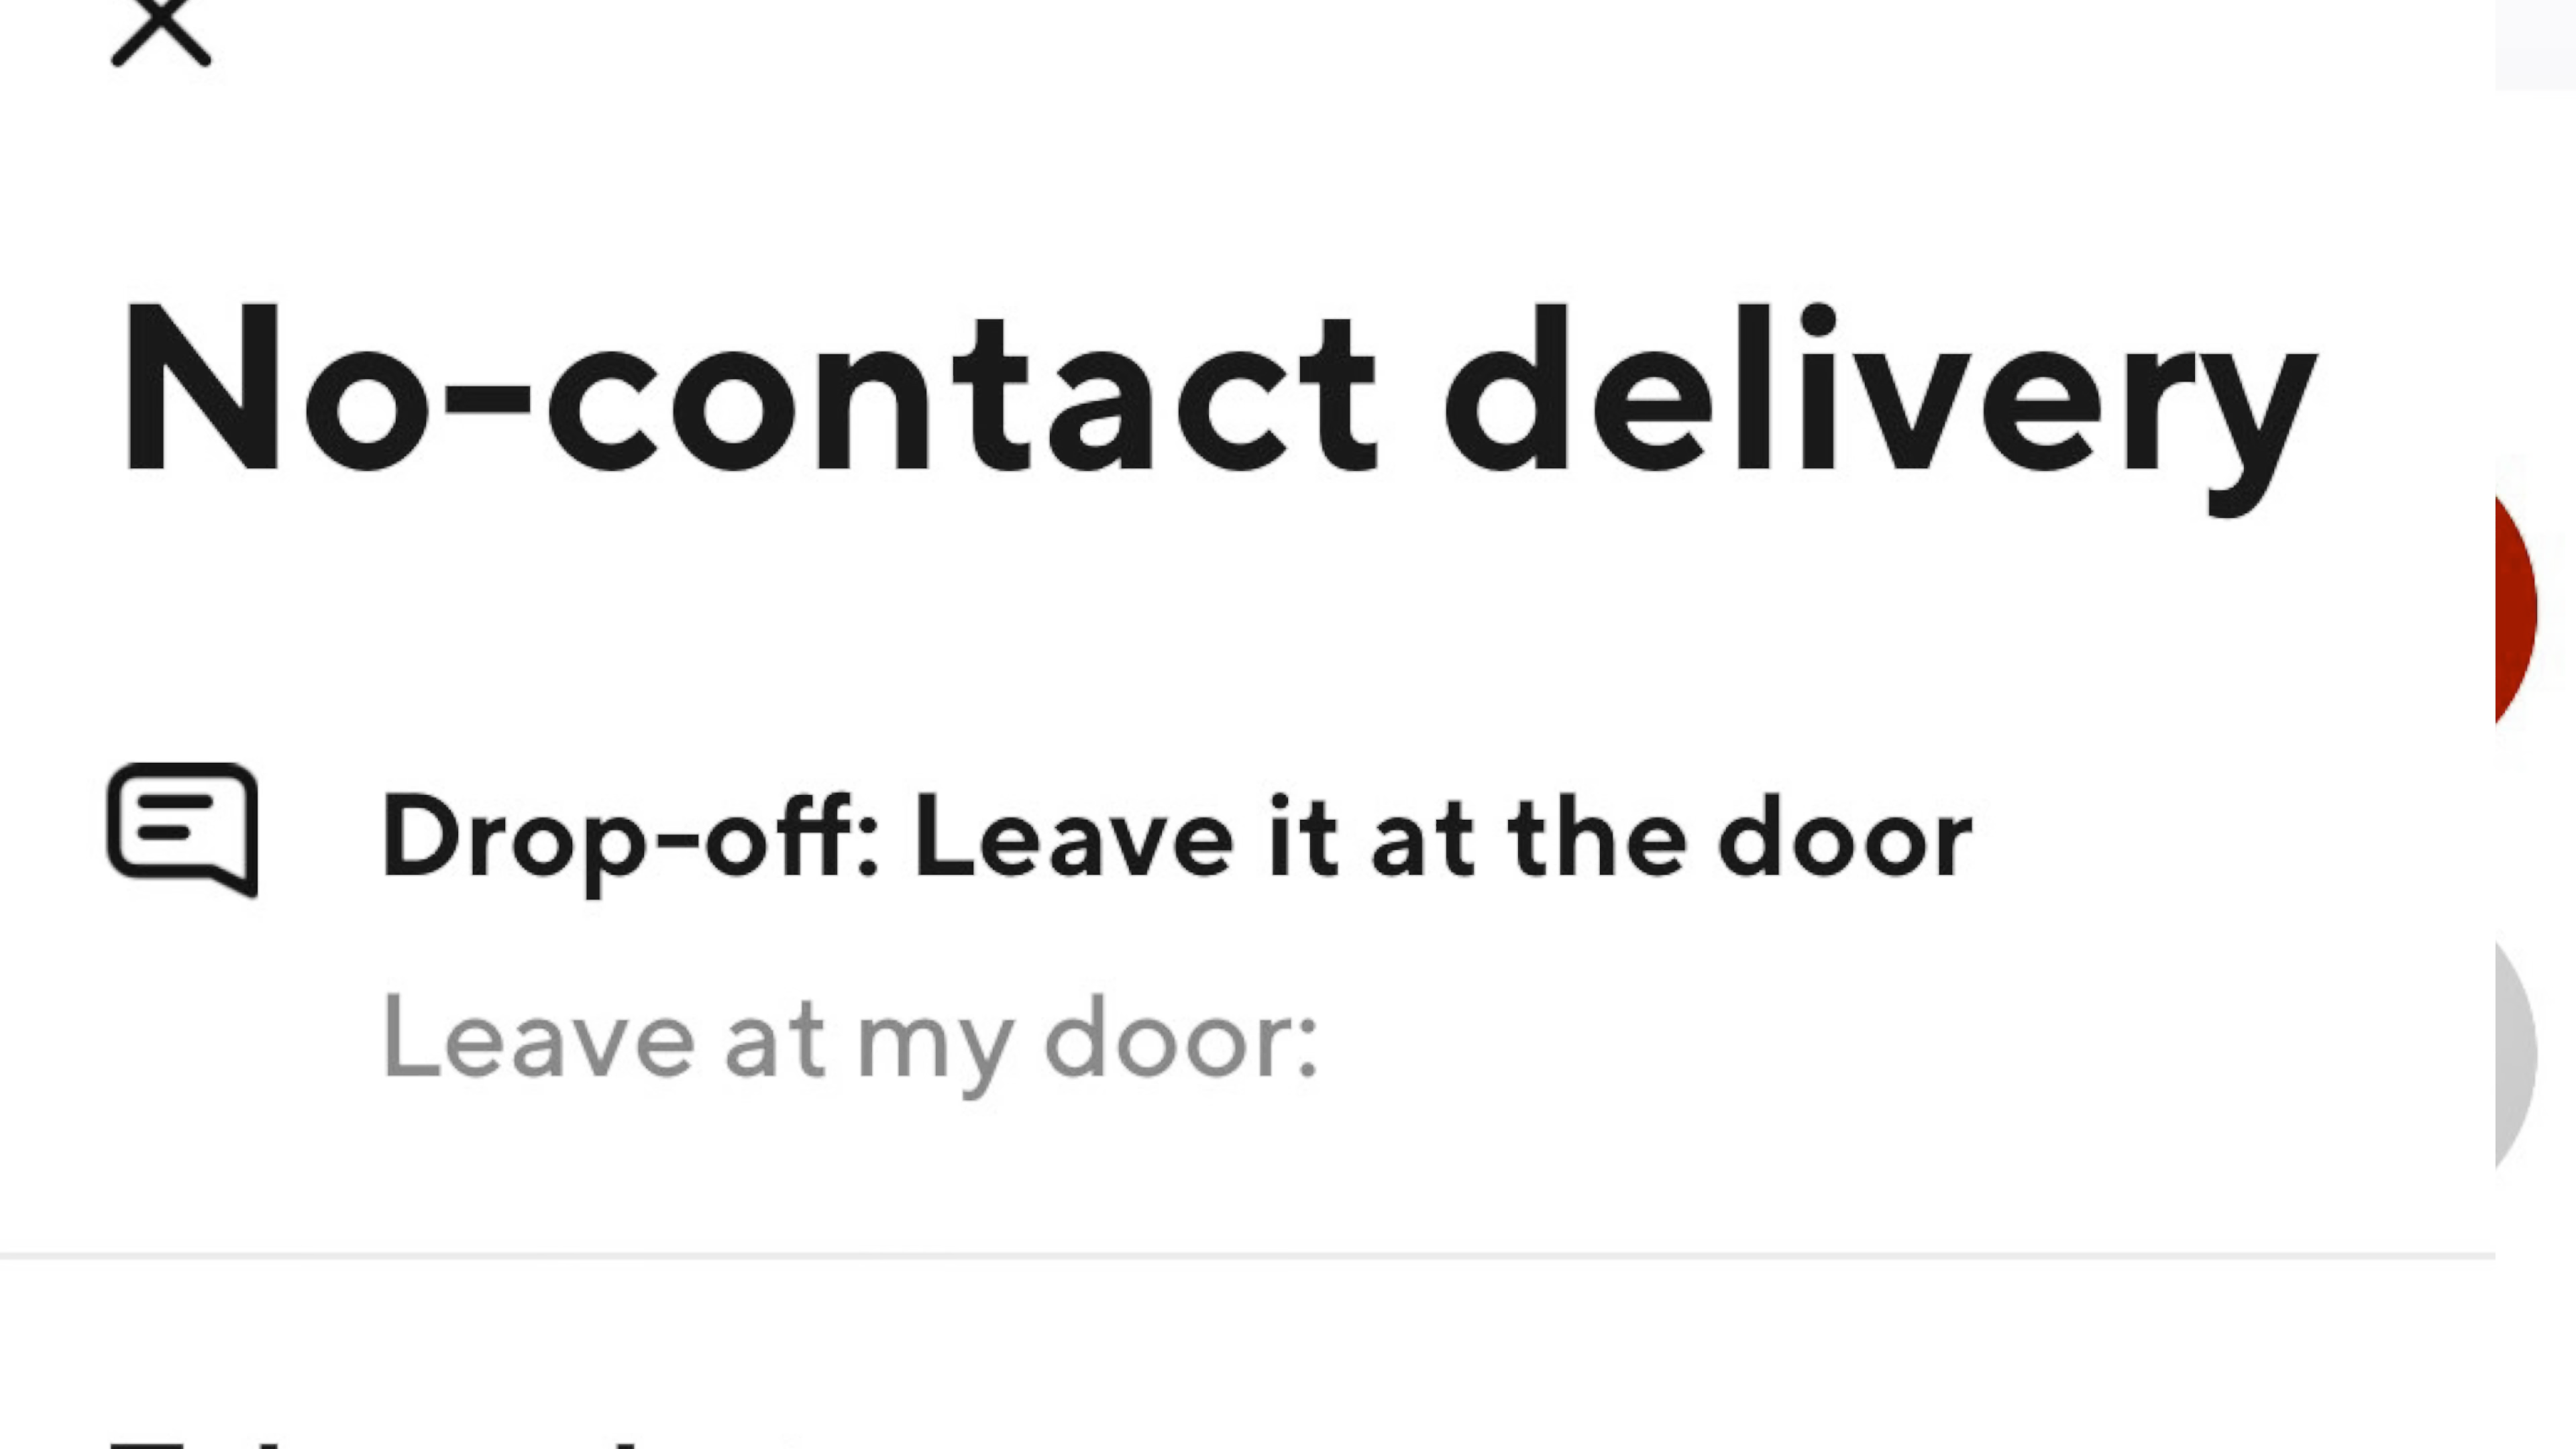 No-contact delivery
Drop-off: Leave it at the door
Leave at my door: